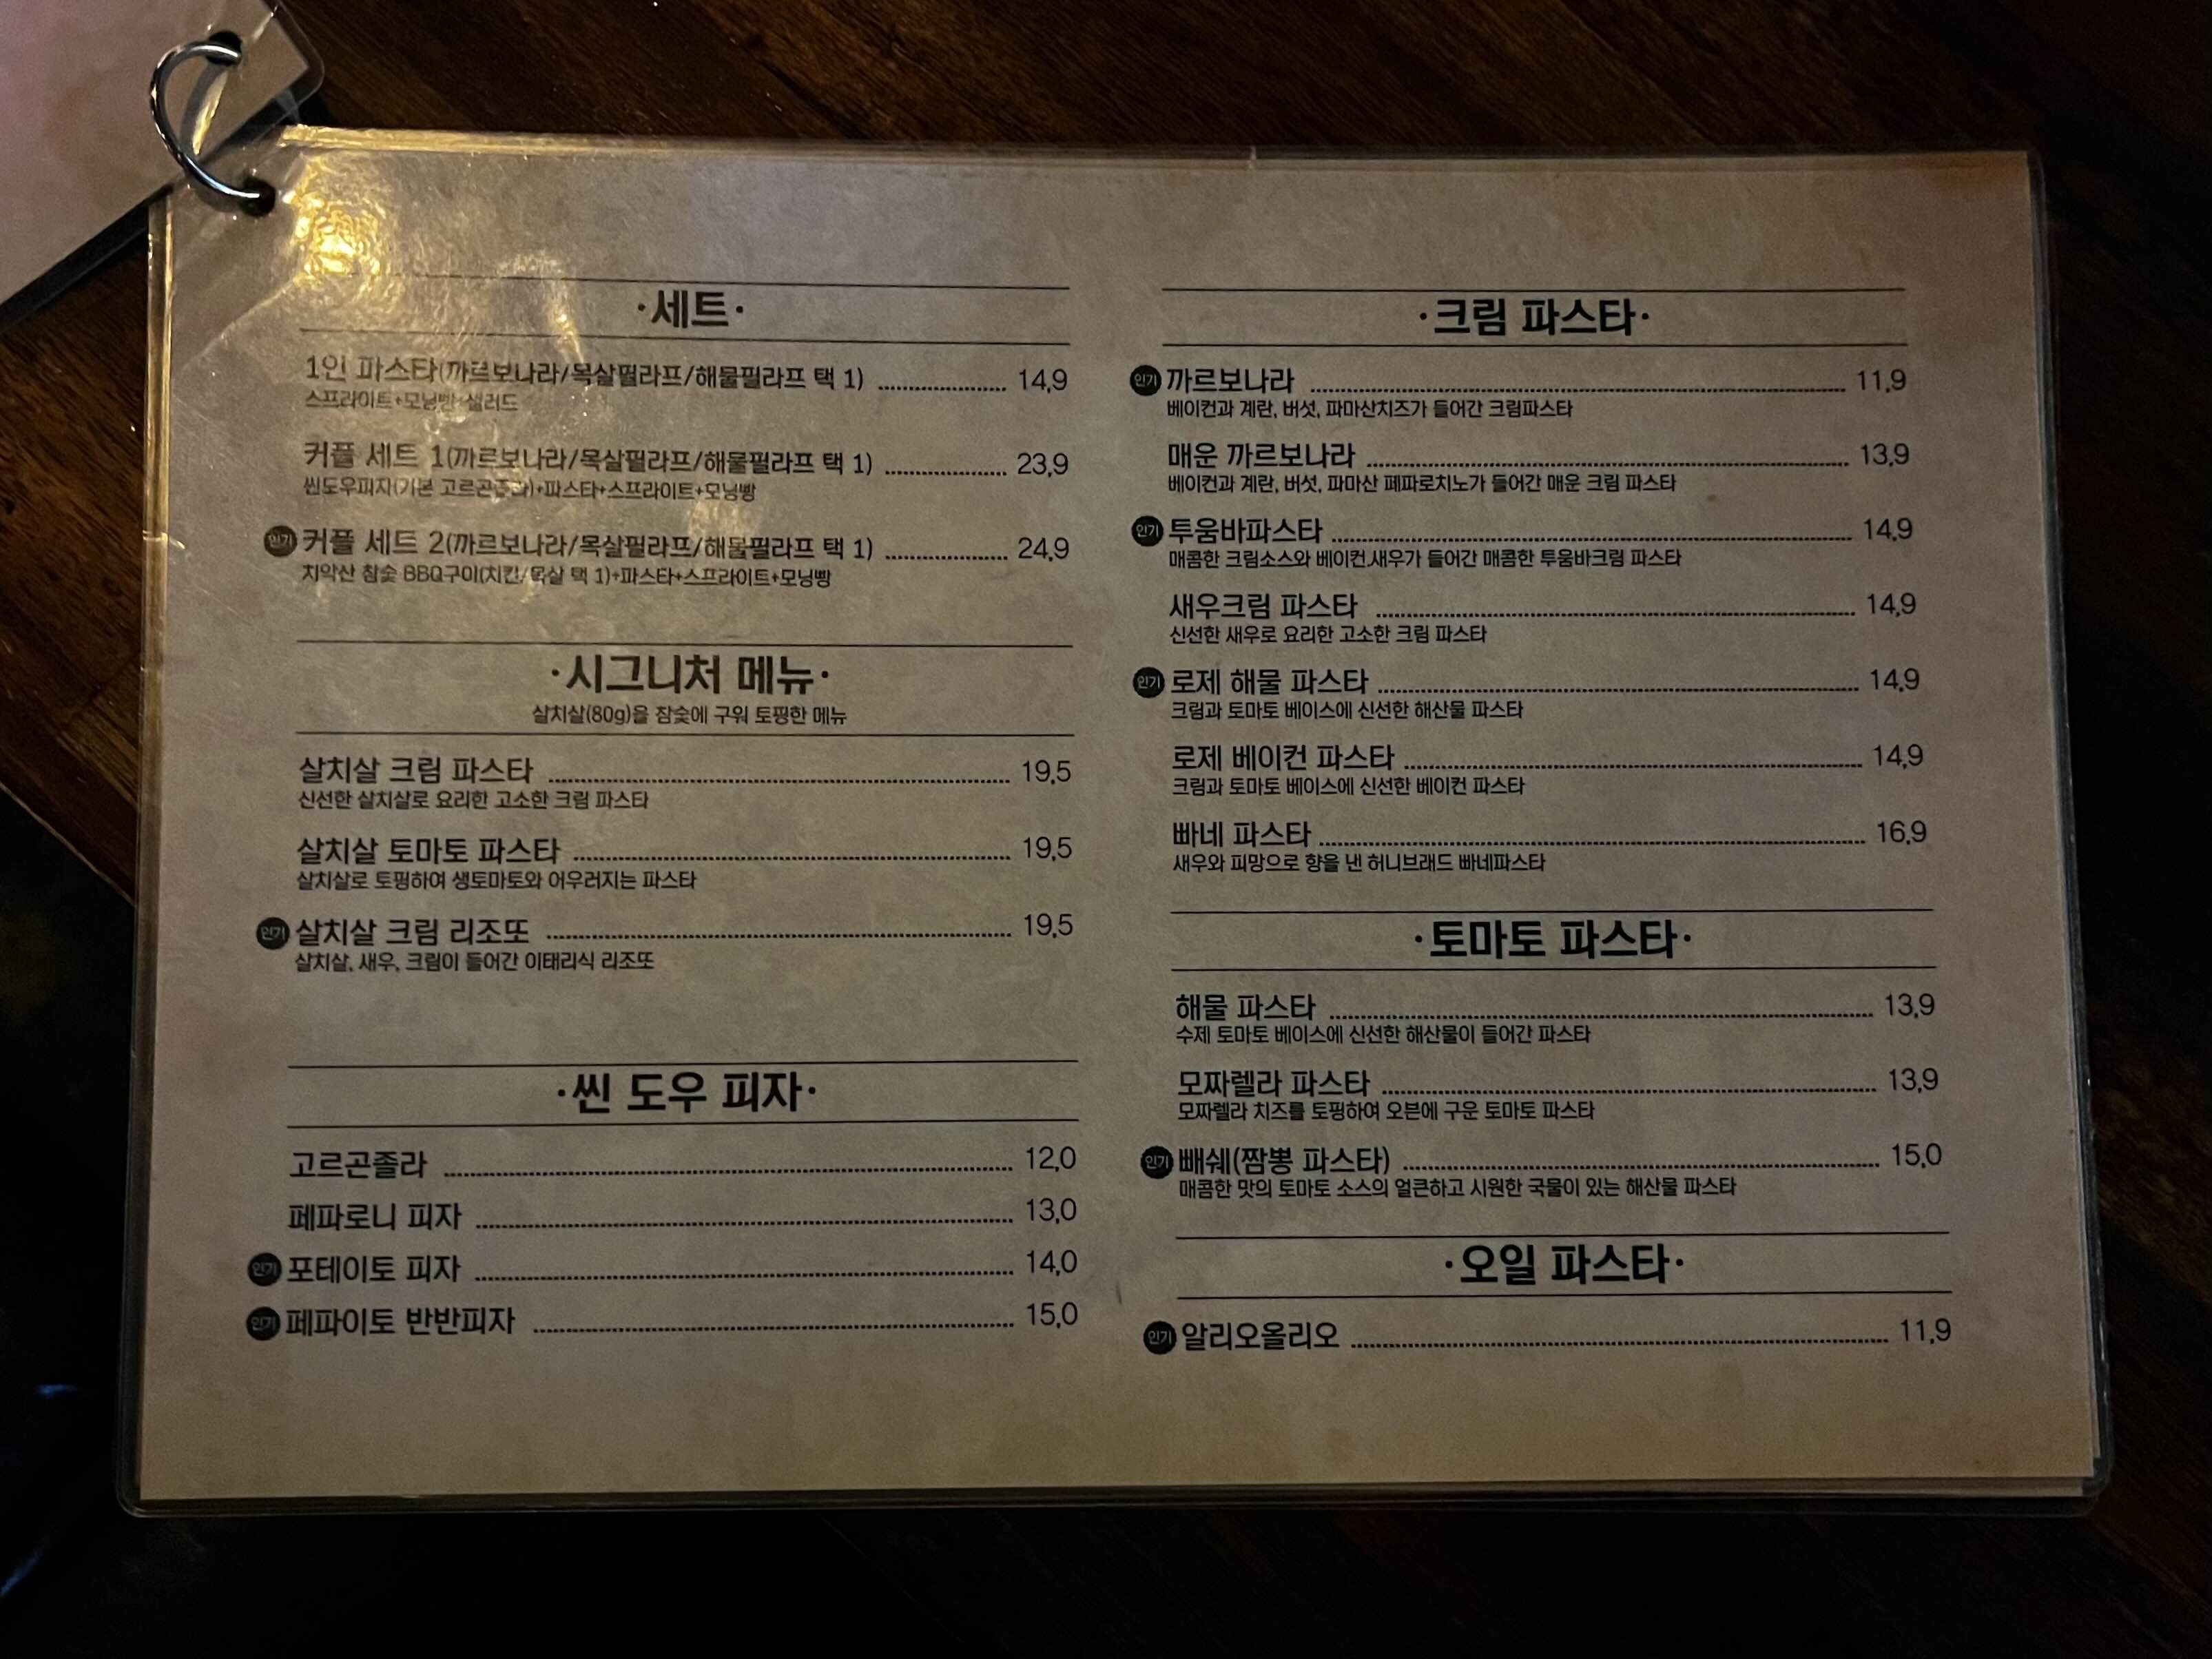 ·세트·
1인 파스타(까르보나라/목살필라프/해물필라프 택 1) 14,9
스프라이트+모닝빵+샐러드
커플 세트 1(까르보나라/목살필라프/해물필라프 택 1) 23,9
씬도우피자(기본 고르곤졸라)+파스타+스프라이트+모닝빵
인기 커플 세트 2(까르보나라/목살필라프/해물필라프 택 1) 24,9
치악산 참숯 BBQ구이(치킨/목살 택 1)+파스타+스프라이트+모닝빵
·시그니처 메뉴·
살치살(80g)을 참숯에 구워 토핑한 메뉴
살치살 크림 파스타 19,5
신선한 살치살로 요리한 고소한 크림 파스타
살치살 토마토 파스타 19,5
살치살로 토핑하여 생토마토와 어우러지는 파스타
인기 살치살 크림 리조또 19,5
살치살, 새우, 크림이 들어간 이태리식 리조또
·씬 도우 피자·
고르곤졸라 12,0
페파로니 피자 13,0
인기 포테이토 피자 14,0
인기 페파이토 반반피자 15,0
·크림 파스타·
인기 까르보나라 11,9
베이컨과 계란, 버섯, 파마산치즈가 들어간 크림파스타
매운 까르보나라 13,9
베이컨과 계란, 버섯, 파마산 페파로치노가 들어간 매운 크림 파스타
인기 투움바파스타 14,9
매콤한 크림소스와 베이컨,새우가 들어간 매콤한 투움바크림 파스타
새우크림 파스타 14,9
신선한 새우로 요리한 고소한 크림 파스타
인기 로제 해물 파스타 14,9
크림과 토마토 베이스에 신선한 해산물 파스타
로제 베이컨 파스타 14,9
크림과 토마토 베이스에 신선한 베이컨 파스타
빠네 파스타 16,9
새우와 피망으로 향을 낸 허니브래드 빠네파스타
·토마토 파스타·
해물 파스타 13,9
수제 토마토 베이스에 신선한 해산물이 들어간 파스타
모짜렐라 파스타 13,9
모짜렐라 치즈를 토핑하여 오븐에 구운 토마토 파스타
인기 빼쉐(짬뽕 파스타) 15,0
매콤한 맛의 토마토 소스의 얼큰하고 시원한 국물이 있는 해산물 파스타
·오일 파스타·
인기 알리오올리오 11,9